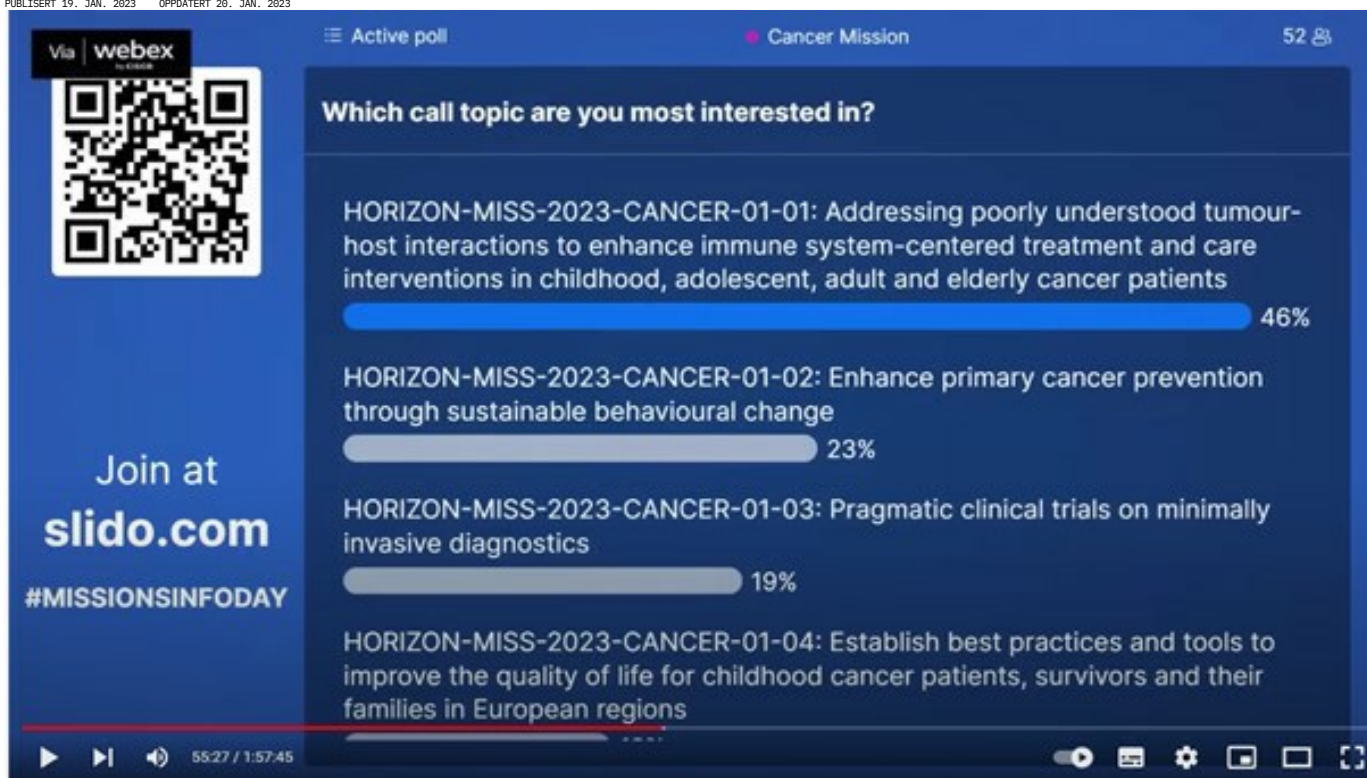 PUBLISERT 19. JAN. 2023 OPPDATERT 20. JAN. 2023
Via | webex
by CISCO
Active poll
Cancer Mission
52
Which call topic are you most interested in?
HORIZON-MISS-2023-CANCER-01-01: Addressing poorly understood tumour-
host interactions to enhance immune system-centered treatment and care
interventions in childhood, adolescent, adult and elderly cancer patients
46%
HORIZON-MISS-2023-CANCER-01-02: Enhance primary cancer prevention
through sustainable behavioural change
23%
HORIZON-MISS-2023-CANCER-01-03: Pragmatic clinical trials on minimally
invasive diagnostics
19%
HORIZON-MISS-2023-CANCER-01-04: Establish best practices and tools to
improve the quality of life for childhood cancer patients, survivors and their
families in European regions
Join at
slido.com
#MISSIONSINFODAY
55:27 / 1:57:45